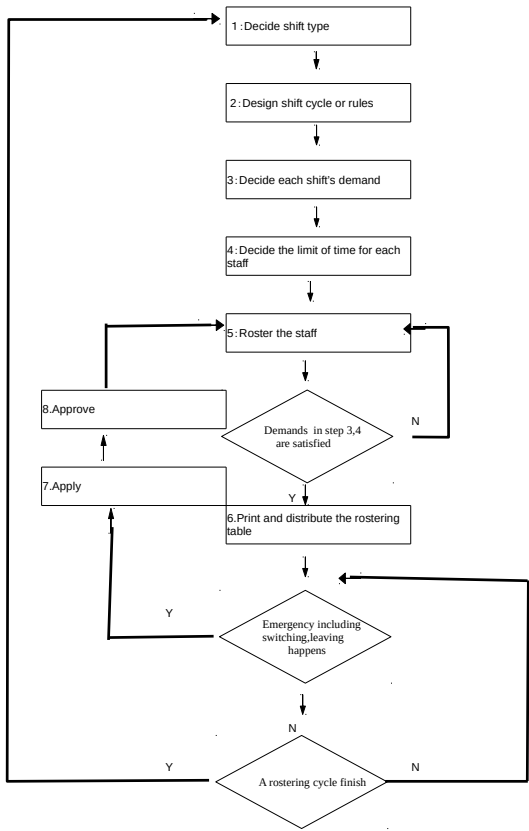 1:Decide shift type
2:Design shift cycle or rules
3:Decide each shift's demand
4:Decide the limit of time for each
staff
5:Roster the staff
8.Approve
N
Demands in step 3,4
are satisfied
7.Apply
Y
6.Print and distribute the rostering
table
Y
Emergency including
switching,leaving
happens
N
Y
N
A rostering cycle finish